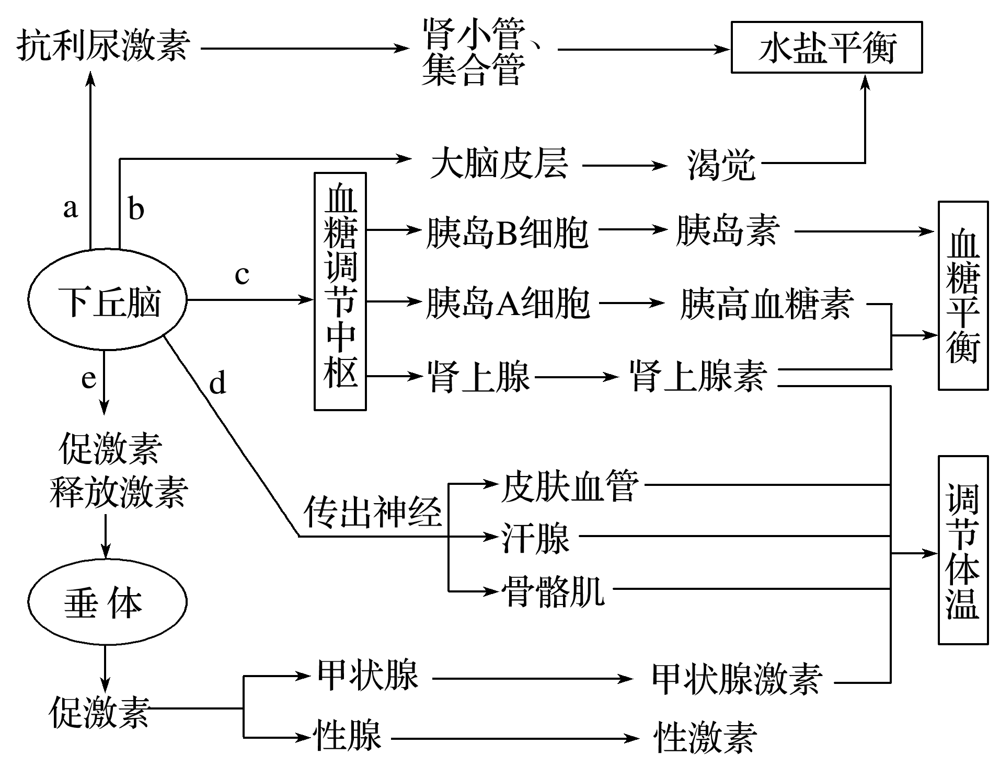 抗利尿激素
肾小管、
集合管
水盐平衡
大脑皮层
渴觉
a
b
血糖调节中枢
胰岛B细胞
胰岛素
血糖平衡
下丘脑
c
胰岛A细胞
胰高血糖素
肾上腺
肾上腺素
e
d
促激素
释放激素
传出神经
皮肤血管
汗腺
骨骼肌
调节体温
垂体
甲状腺
甲状腺激素
促激素
性腺
性激素